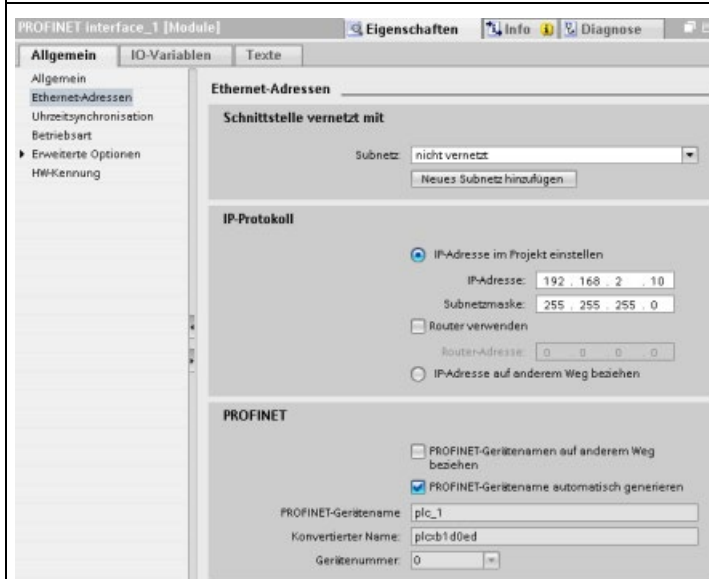 PROFINET interface_1 [Module]
Eigenschaften
Info
Diagnose
Allgemein
IO-Variablen
Texte
Allgemein
Ethernet-Adressen
Uhrzeitsynchronisation
Betriebsart
Erweiterte Optionen
HW-Kennung
Ethernet-Adressen
Schnittstelle vernetzt mit
Subnetz: nicht vernetzt
Neues Subnetz hinzufügen
IP-Protokoll
IP-Adresse im Projekt einstellen
IP-Adresse: 192 . 168 . 2 . 10
Subnetzmaske: 255 . 255 . 255 . 0
Router verwenden
Router-Adresse: 0 . 0 . 0 . 0
IP-Adresse auf anderem Weg beziehen
PROFINET
PROFINET-Gerätenamen auf anderem Weg
beziehen
PROFINET-Gerätename automatisch generieren
PROFINET-Gerätename plc_1
Konvertierter Name: plcxb1d0ed
Gerätenummer: 0